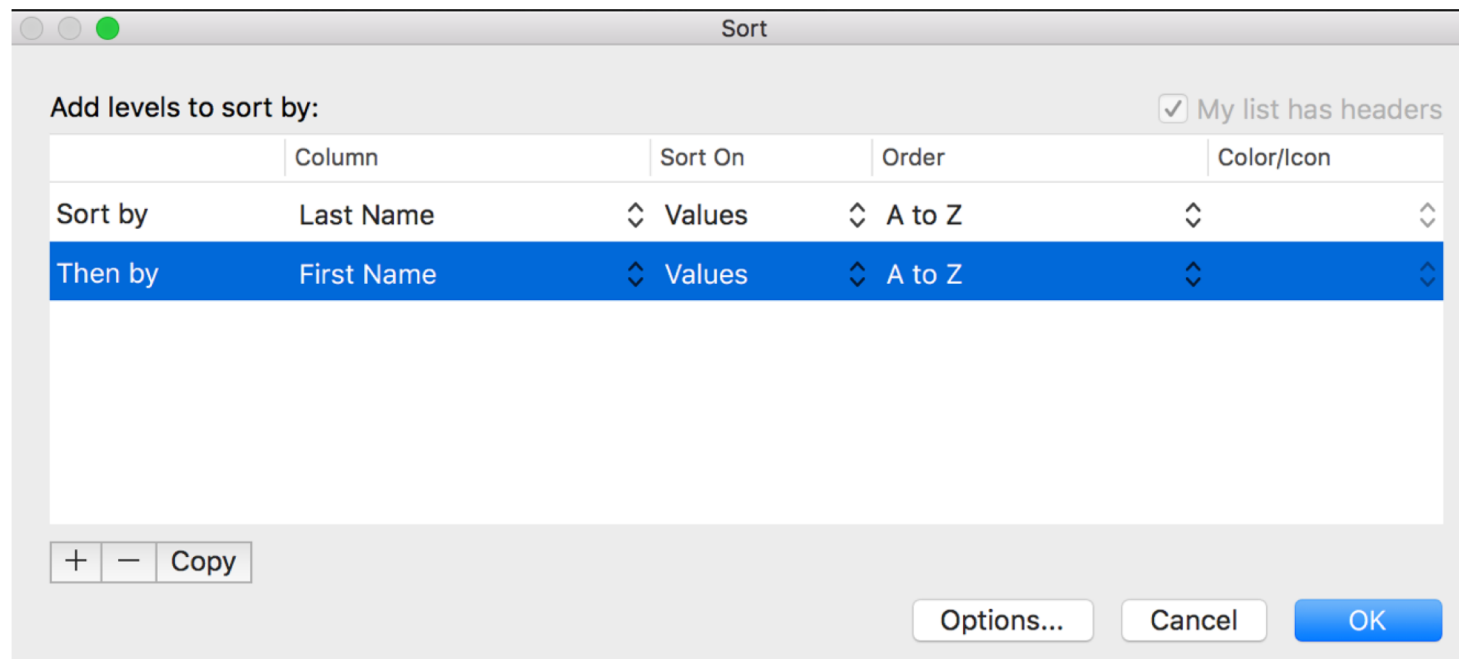 Sort
Add levels to sort by: My list has headers
Column Sort On Order Color/Icon
Sort by Last Name Values A to Z
Then by First Name Values A to Z
+ − Copy
Options... Cancel OK